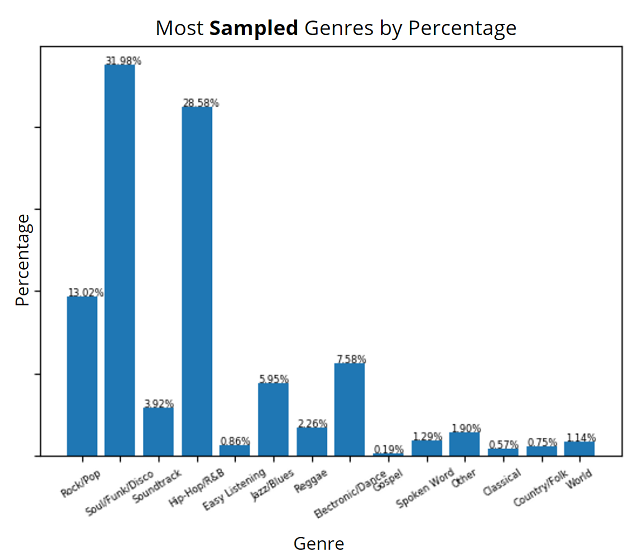 Most Sampled Genres by Percentage
Percentage
13.02%
31.98%
3.92%
28.58%
0.86%
5.95%
2.26%
7.58%
0.19%
1.29%
1.90%
0.57%
0.75%
1.14%
Rock/Pop
Soul/Funk/Disco
Soundtrack
Hip-Hop/R&B
Easy Listening
Jazz/Blues
Reggae
Electronic/Dance
Gospel
Spoken Word
Other
Classical
Country/Folk
World
Genre